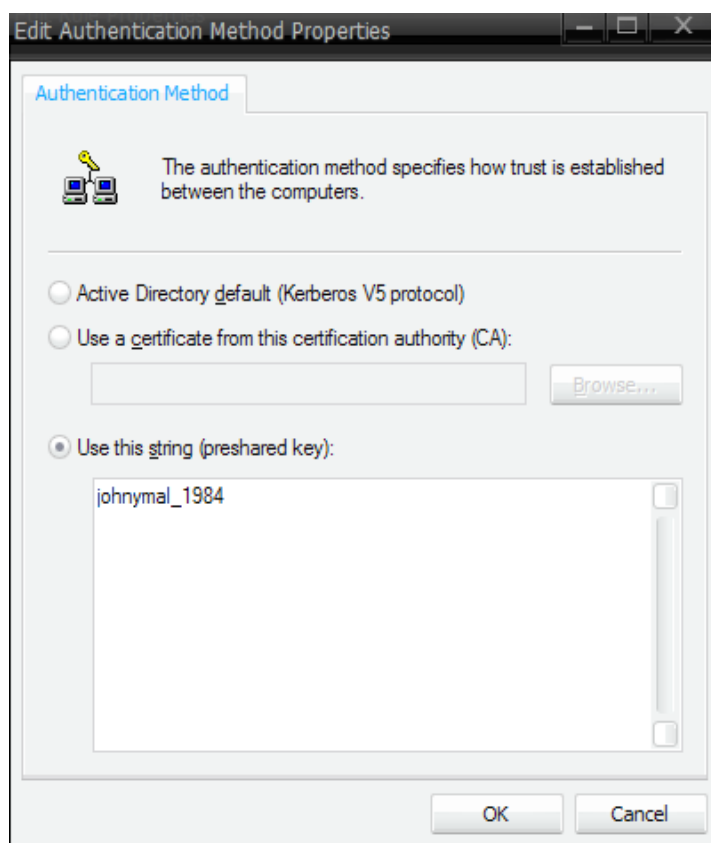 Edit Authentication Method Properties
Authentication Method
The authentication method specifies how trust is established
between the computers.
Active Directory default (Kerberos V5 protocol)
Use a certificate from this certification authority (CA):
Browse...
Use this string (preshared key):
johnymal_1984
OK Cancel